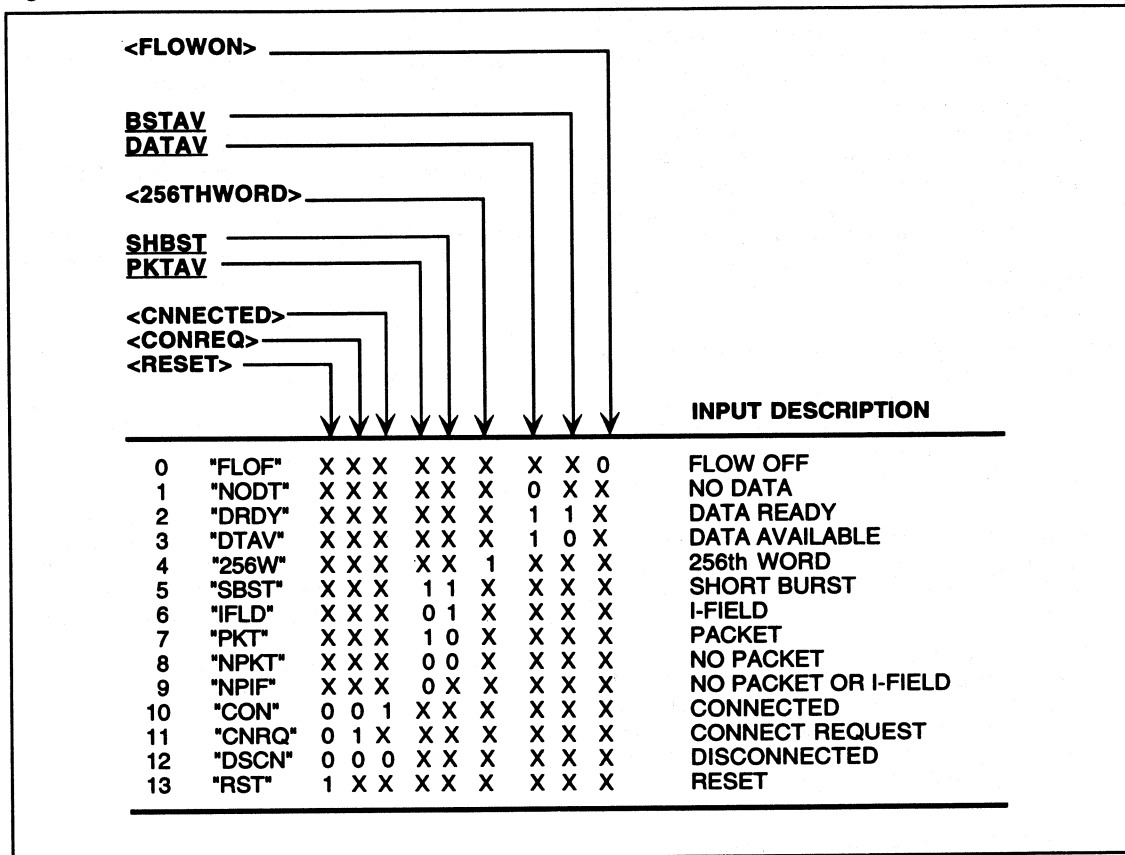 <FLOWON>
BSTAV
DATAV
<256THWORD>
SHBST
PKTAV
<CNNECTED>
<CONREQ>
<RESET>
INPUT DESCRIPTION
0 "FLOF" X X X X X X X X 0 FLOW OFF
1 "NODT" X X X X X X 0 X X NO DATA
2 "DRDY" X X X X X X 1 1 X DATA READY
3 "DTAV" X X X X X X 1 0 X DATA AVAILABLE
4 "256W" X X X X X 1 X X X 256th WORD
5 "SBST" X X X 1 1 X X X X SHORT BURST
6 "IFLD" X X X 0 1 X X X X I-FIELD
7 "PKT" X X X 1 0 X X X X PACKET
8 "NPKT" X X X 0 0 X X X X NO PACKET
9 "NPIF" X X X 0 X X X X X NO PACKET OR I-FIELD
10 "CON" 0 0 1 X X X X X X CONNECTED
11 "CNRQ" 0 1 X X X X X X X CONNECT REQUEST
12 "DSCN" 0 0 0 X X X X X X DISCONNECTED
13 "RST" 1 X X X X X X X X RESET